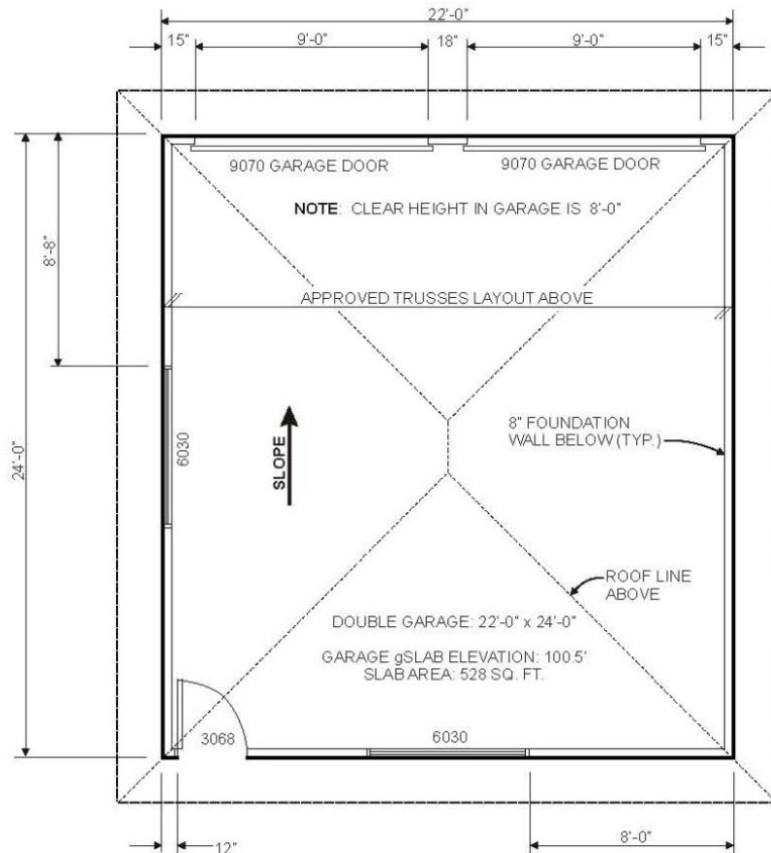 22'-0"
15" 9'-0" 18" 9'-0" 15"
9070 GARAGE DOOR 9070 GARAGE DOOR
NOTE: CLEAR HEIGHT IN GARAGE IS 8'-0"
8'-8"
APPROVED TRUSSES LAYOUT ABOVE
24'-0"
6030
SLOPE
8" FOUNDATION
WALL BELOW (TYP.)
ROOF LINE
ABOVE
DOUBLE GARAGE: 22'-0" x 24'-0"
GARAGE gSLAB ELEVATION: 100.5'
SLAB AREA: 528 SQ. FT.
3068 6030
12" 8'-0"